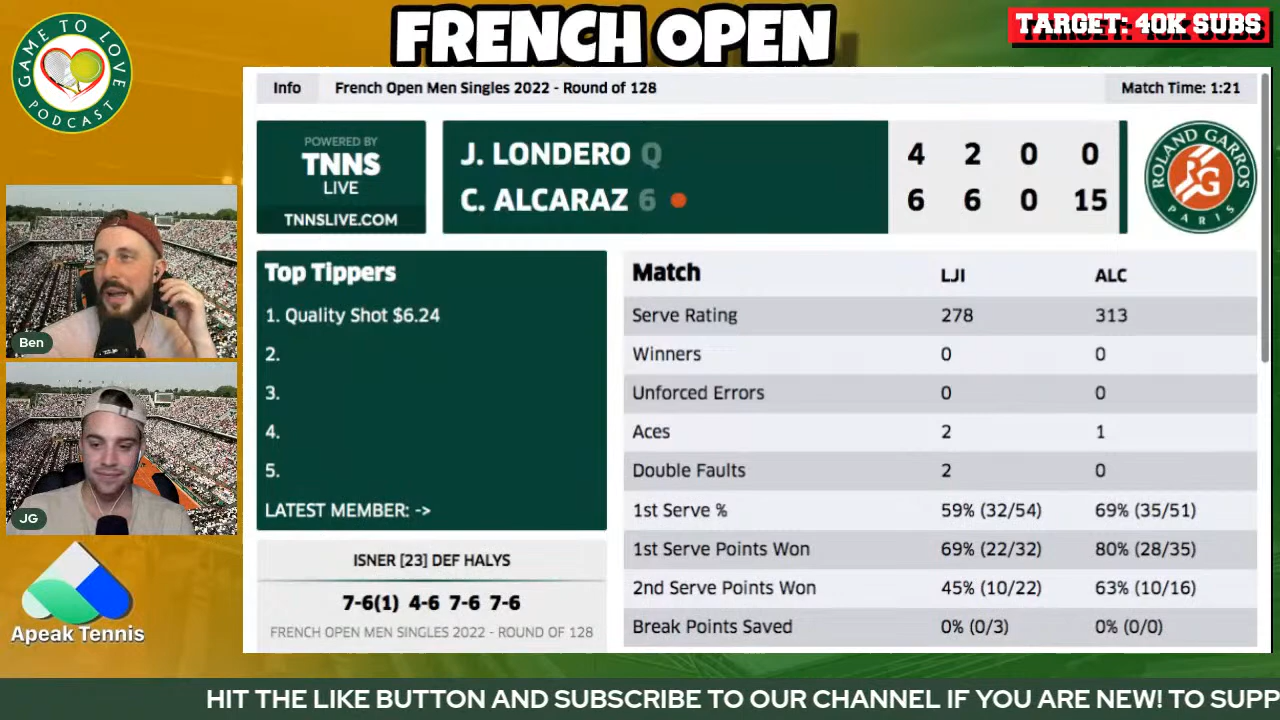 FRENCH OPEN
TARGET: 40K SUBS
GAME TO LOVE
PODCAST
Info French Open Men Singles 2022 - Round of 128 Match Time: 1:21
POWERED BY
TNNS
LIVE
TNNSLIVE.COM
J. LONDERO Q 4 2 0 0
C. ALCARAZ 6 6 6 0 15
ROLAND GARROS
RG
PARIS
Top Tippers
1. Quality Shot $6.24
2.
3.
4.
5.
LATEST MEMBER: ->
ISNER [23] DEF HALYS
7-6(1) 4-6 7-6 7-6
FRENCH OPEN MEN SINGLES 2022 - ROUND OF 128
Match LJI ALC
Serve Rating 278 313
Winners 0 0
Unforced Errors 0 0
Aces 2 1
Double Faults 2 0
1st Serve % 59% (32/54) 69% (35/51)
1st Serve Points Won 69% (22/32) 80% (28/35)
2nd Serve Points Won 45% (10/22) 63% (10/16)
Break Points Saved 0% (0/3) 0% (0/0)
Ben
JG
Apeak Tennis
HIT THE LIKE BUTTON AND SUBSCRIBE TO OUR CHANNEL IF YOU ARE NEW! TO SUPP